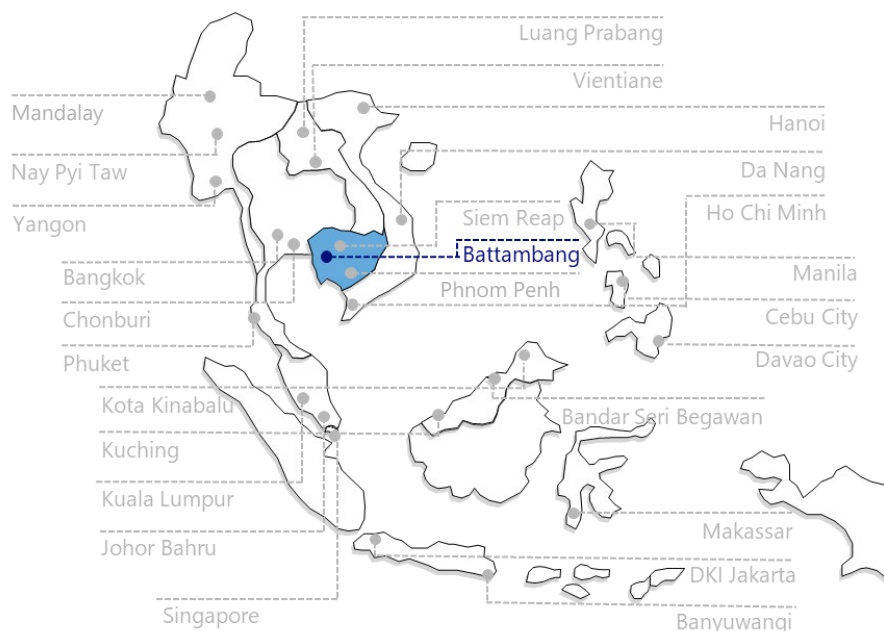 Luang Prabang
Vientiane
Mandalay
Hanoi
Nay Pyi Taw
Da Nang
Yangon
Siem Reap
Ho Chi Minh
Battambang
Bangkok
Manila
Phnom Penh
Chonburi
Cebu City
Phuket
Davao City
Kota Kinabalu
Bandar Seri Begawan
Kuching
Kuala Lumpur
Makassar
Johor Bahru
DKI Jakarta
Singapore
Banyuwangi